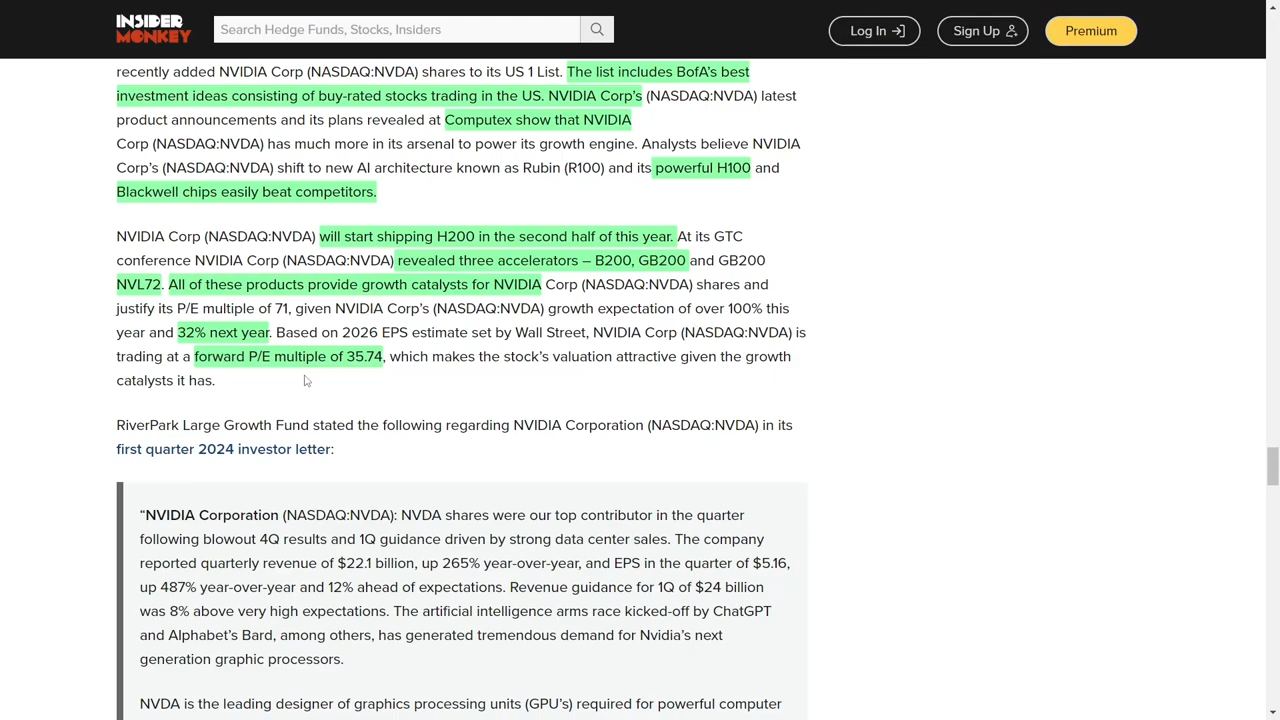 INSIDER
MONKEY
Search Hedge Funds, Stocks, Insiders
Log In
Sign Up
Premium
recently added NVIDIA Corp (NASDAQ:NVDA) shares to its US 1 List. The list includes BofA’s best
investment ideas consisting of buy-rated stocks trading in the US. NVIDIA Corp’s (NASDAQ:NVDA) latest
product announcements and its plans revealed at Computex show that NVIDIA
Corp (NASDAQ:NVDA) has much more in its arsenal to power its growth engine. Analysts believe NVIDIA
Corp’s (NASDAQ:NVDA) shift to new AI architecture known as Rubin (R100) and its powerful H100 and
Blackwell chips easily beat competitors.
NVIDIA Corp (NASDAQ:NVDA) will start shipping H200 in the second half of this year. At its GTC
conference NVIDIA Corp (NASDAQ:NVDA) revealed three accelerators – B200, GB200 and GB200
NVL72. All of these products provide growth catalysts for NVIDIA Corp (NASDAQ:NVDA) shares and
justify its P/E multiple of 71, given NVIDIA Corp’s (NASDAQ:NVDA) growth expectation of over 100% this
year and 32% next year. Based on 2026 EPS estimate set by Wall Street, NVIDIA Corp (NASDAQ:NVDA) is
trading at a forward P/E multiple of 35.74, which makes the stock’s valuation attractive given the growth
catalysts it has.
RiverPark Large Growth Fund stated the following regarding NVIDIA Corporation (NASDAQ:NVDA) in its
first quarter 2024 investor letter:
“NVIDIA Corporation (NASDAQ:NVDA): NVDA shares were our top contributor in the quarter
following blowout 4Q results and 1Q guidance driven by strong data center sales. The company
reported quarterly revenue of $22.1 billion, up 265% year-over-year, and EPS in the quarter of $5.16,
up 487% year-over-year and 12% ahead of expectations. Revenue guidance for 1Q of $24 billion
was 8% above very high expectations. The artificial intelligence arms race kicked-off by ChatGPT
and Alphabet’s Bard, among others, has generated tremendous demand for Nvidia’s next
generation graphic processors.
NVDA is the leading designer of graphics processing units (GPU’s) required for powerful computer